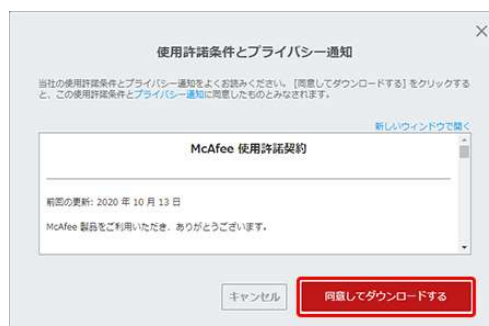 使用許諾条件とプライバシー通知
当社の使用許諾条件とプライバシー通知をよくお読みください。[同意してダウンロードする] をクリックする
と、この使用許諾条件とプライバシー通知に同意したものとみなされます。
新しいウィンドウで開く
McAfee 使用許諾契約
前回の更新: 2020 年 10 月 13 日
McAfee 製品をご利用いただき、ありがとうございます。
キャンセル
同意してダウンロードする